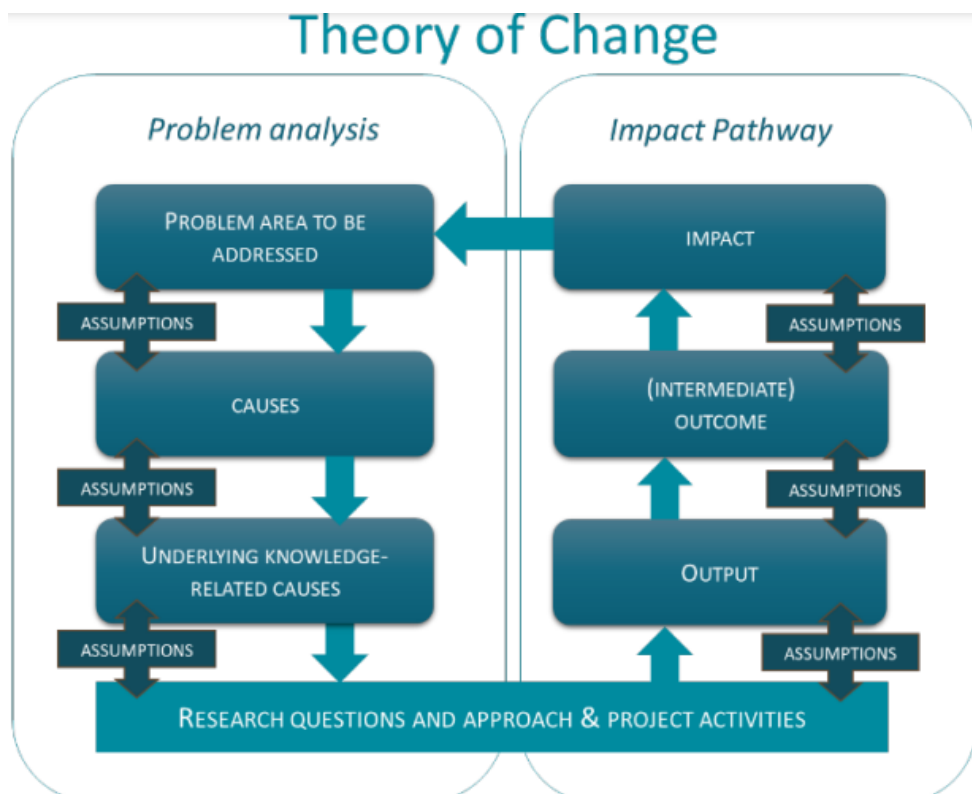 Theory of Change
Problem analysis
Impact Pathway
PROBLEM AREA TO BE
ADDRESSED
IMPACT
ASSUMPTIONS
ASSUMPTIONS
CAUSES
(INTERMEDIATE)
OUTCOME
ASSUMPTIONS
ASSUMPTIONS
UNDERLYING KNOWLEDGE-
RELATED CAUSES
OUTPUT
ASSUMPTIONS
ASSUMPTIONS
RESEARCH QUESTIONS AND APPROACH & PROJECT ACTIVITIES